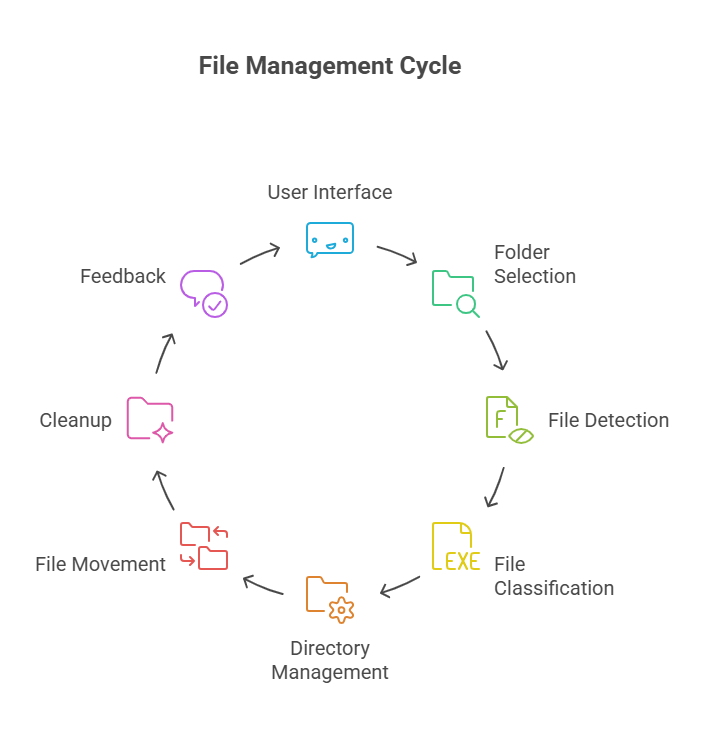 File Management Cycle
User Interface
Folder
Selection
File Detection
F
EXE
File
Classification
Directory
Management
File Movement
Cleanup
Feedback